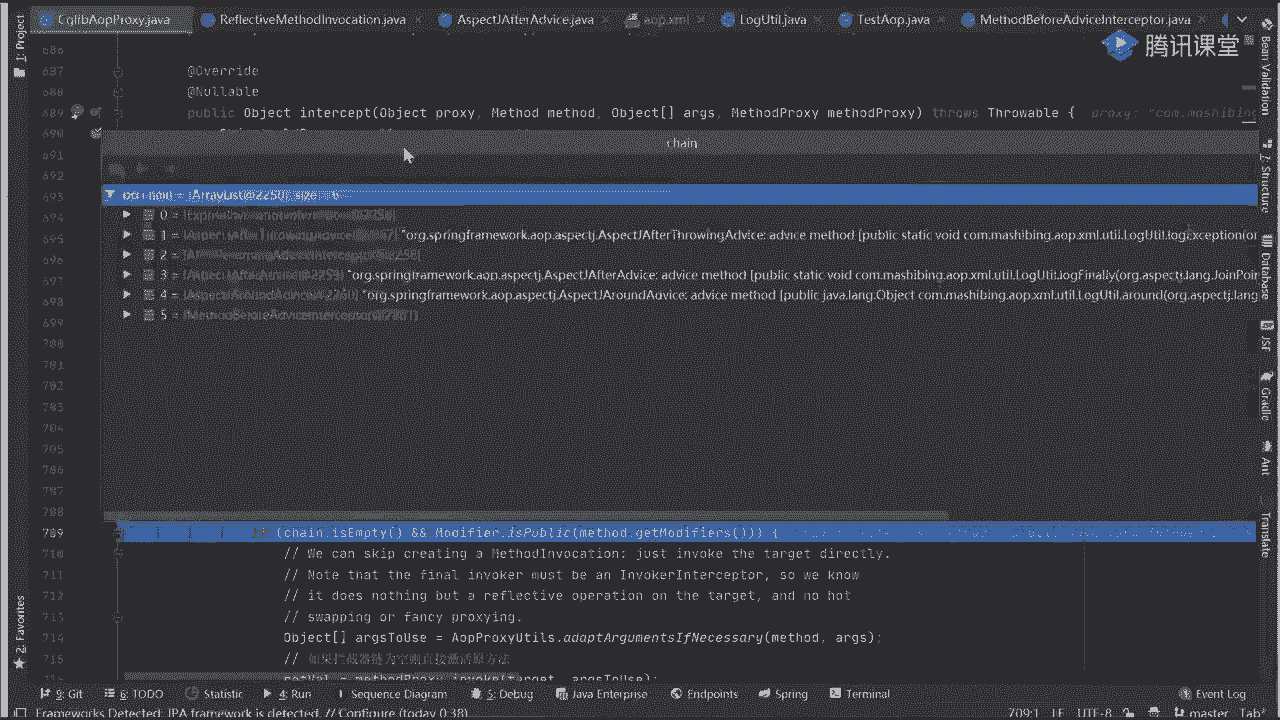 CglibAopProxy.java ReflectiveMethodInvocation.java AspectJAfterAdvice.java aop.xml LogUtil.java TestAop.java MethodBeforeAdviceInterceptor.java
腾讯课堂
1: Project
Bean Validation
7: Structure
Database
JSF
Gradle
Ant
Translate
2: Favorites
686
687 @Override
688 @Nullable
689 public Object intercept(Object proxy, Method method, Object[] args, MethodProxy methodProxy) throws Throwable { proxy: "com.mashibing
690
chain
691
692
693 size = 6
694 0 =
695 1 = "org.springframework.aop.aspectj.AspectJAfterThrowingAdvice: advice method [public static void com.mashibing.aop.xml.util.LogUtil.logException(or
696 2 =
697 3 = "org.springframework.aop.aspectj.AspectJAfterAdvice: advice method [public static void com.mashibing.aop.xml.util.LogUtil.logFinally(org.aspectj.lang.JoinPoin
698 4 = "org.springframework.aop.aspectj.AspectJAroundAdvice: advice method [public java.lang.Object com.mashibing.aop.xml.util.LogUtil.around(org.aspectj.lang
699 5 =
700
701
702
703
704
705
706
707
708
709 if (chain.isEmpty() && Modifier.isPublic(method.getModifiers())) {
710 // We can skip creating a MethodInvocation: just invoke the target directly.
711 // Note that the final invoker must be an InvokerInterceptor, so we know
712 // it does nothing but a reflective operation on the target, and no hot
713 // swapping or fancy proxying.
714 Object[] argsToUse = AopProxyUtils.adaptArgumentsIfNecessary(method, args);
715 // 如果拦截器链为空则直接激活原方法
retVal = methodProxy.invoke(target, argsToUse);
9: Git 6: TODO Statistic 4: Run Sequence Diagram 5: Debug Java Enterprise Endpoints Spring Terminal Event Log
Frameworks Detected: JPA framework is detected. // Configure (today 0:38) 709:1 LF UTF-8 master Tab*